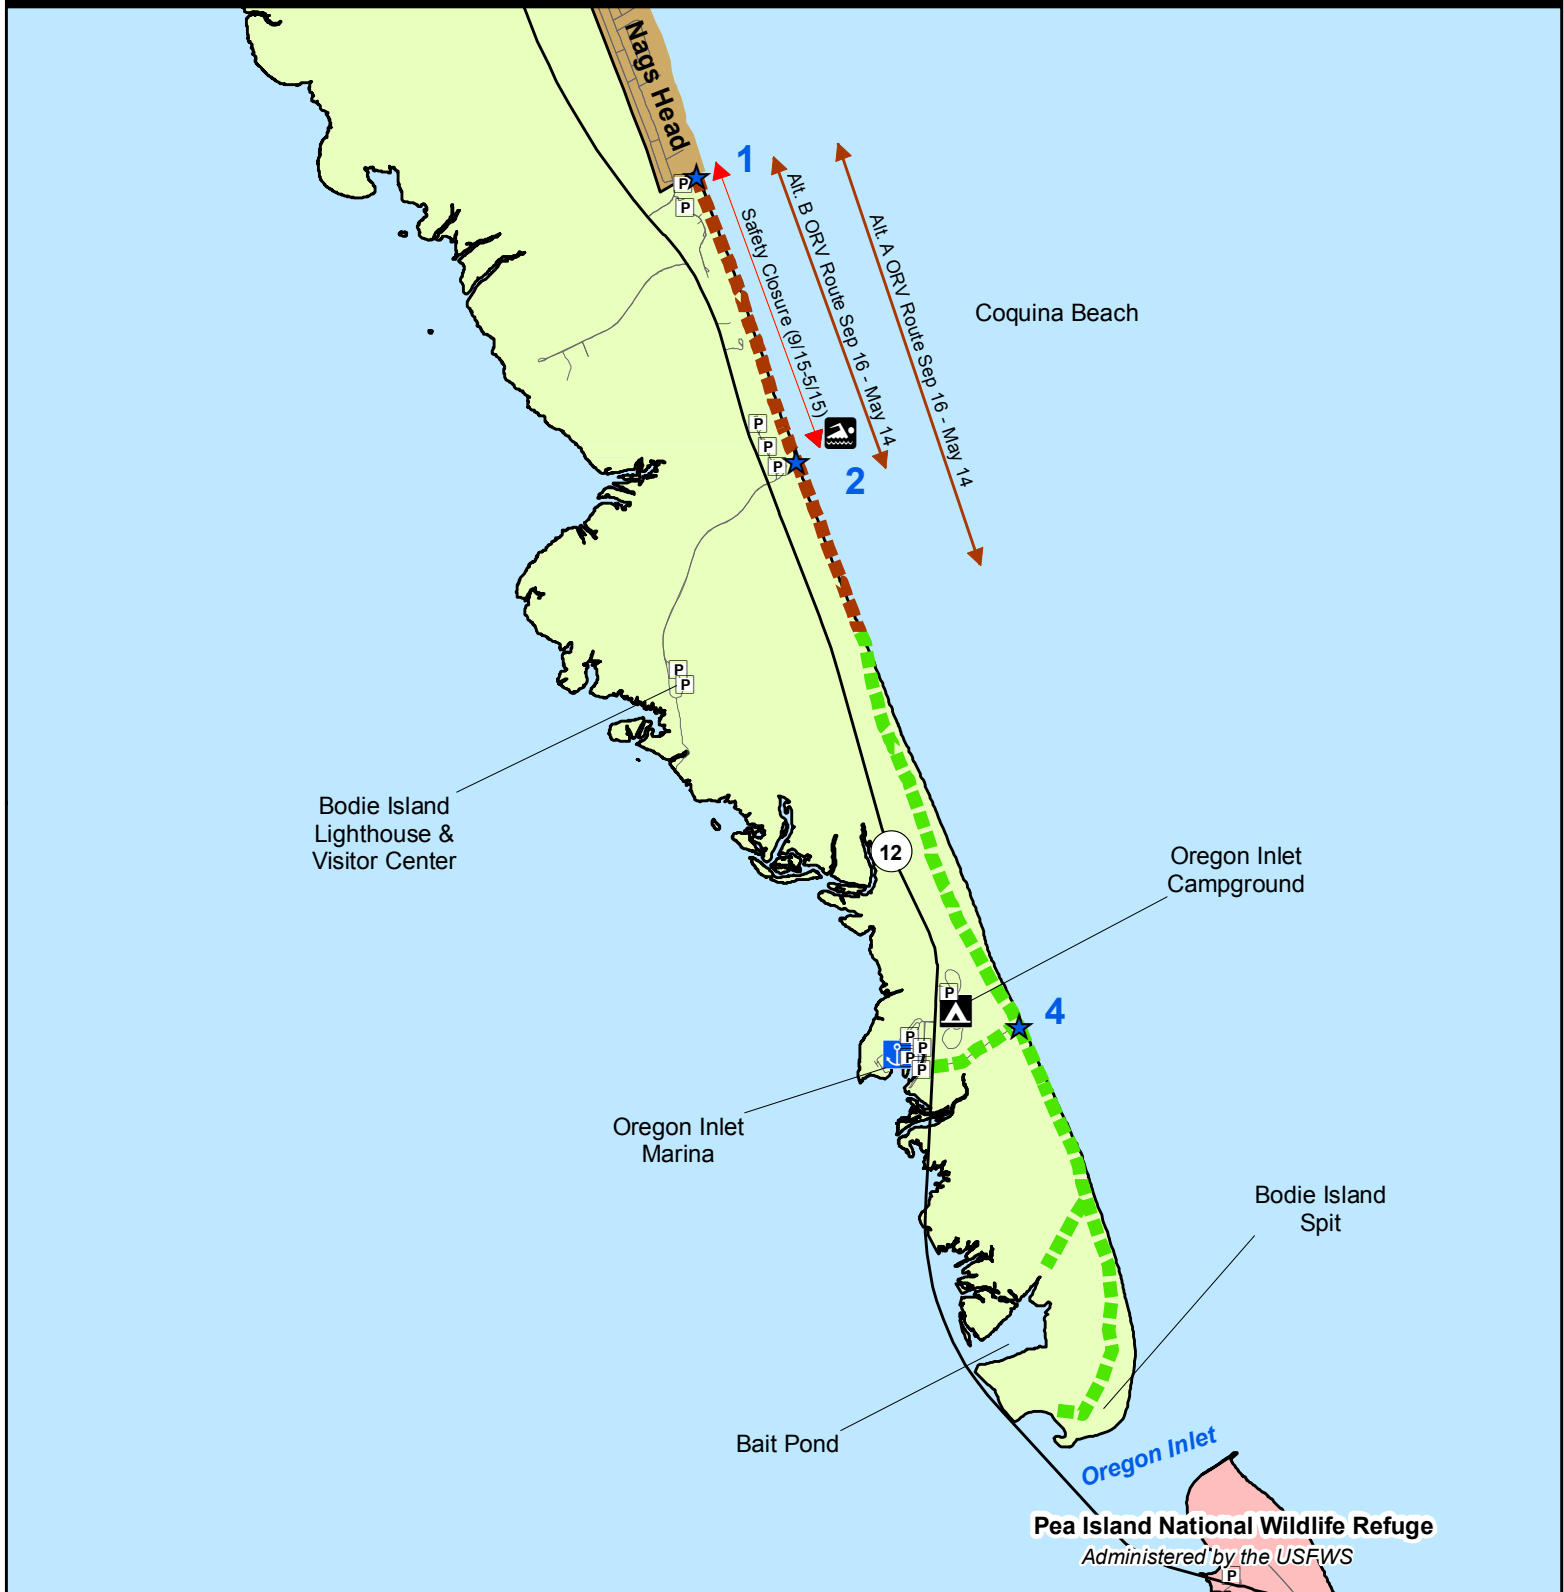 Nags Head
1
P
P
Safety Closure (9/15-5/15)
Alt. B ORV Route Sep 16 - May 14
Alt. A ORV Route Sep 16 - May 14
Coquina Beach
P
P
P
2
P
P
Bodie Island
Lighthouse &
Visitor Center
12
Oregon Inlet
Campground
P
4
P
P
P
P
Oregon Inlet
Marina
Bodie Island
Spit
Bait Pond
Oregon Inlet
Pea Island National Wildlife Refuge
Administered by the USFWS
P